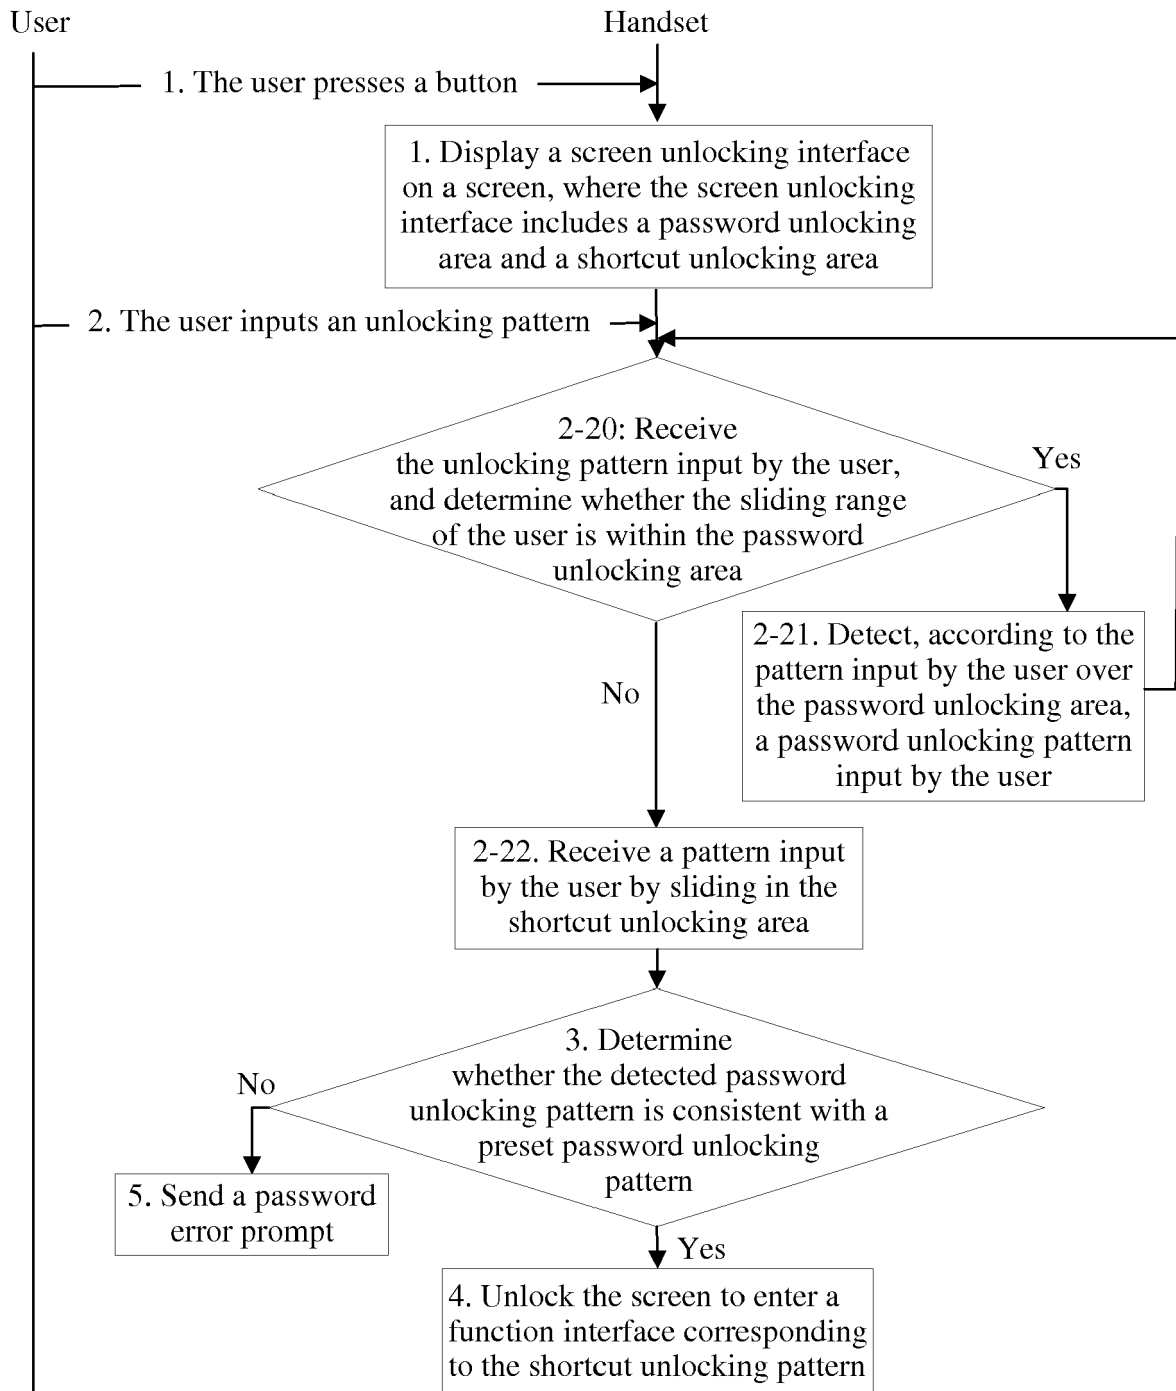 User
Handset
1. The user presses a button
1. Display a screen unlocking interface
on a screen, where the screen unlocking
interface includes a password unlocking
area and a shortcut unlocking area
2. The user inputs an unlocking pattern
2-20: Receive
the unlocking pattern input by the user,
and determine whether the sliding range
of the user is within the password
unlocking area
Yes
2-21. Detect, according to the
pattern input by the user over
the password unlocking area,
a password unlocking pattern
input by the user
No
2-22. Receive a pattern input
by the user by sliding in the
shortcut unlocking area
3. Determine
whether the detected password
unlocking pattern is consistent with a
preset password unlocking
pattern
No
5. Send a password
error prompt
Yes
4. Unlock the screen to enter a
function interface corresponding
to the shortcut unlocking pattern